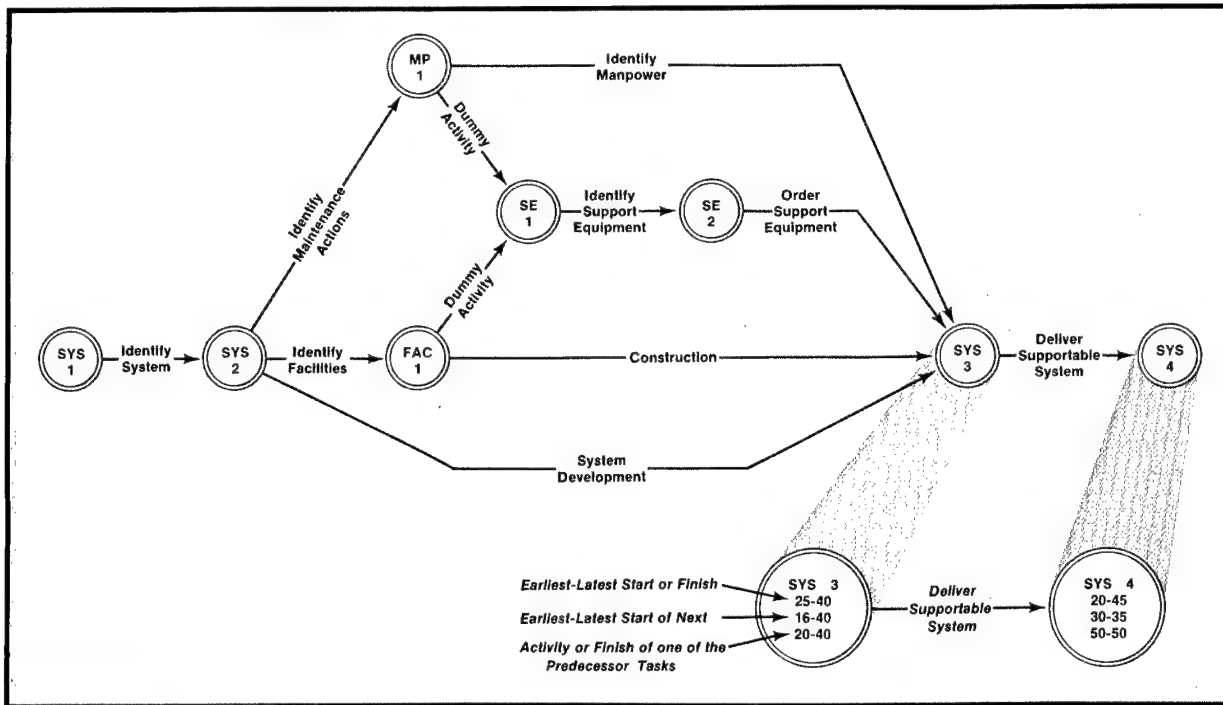 MP
1
Identify
Manpower
Dummy
Activity
Identify
Maintenance
Actions
SE
1
Identify
Support
Equipment
SE
2
Order
Support
Equipment
Dummy
Activity
SYS
1
Identify
System
SYS
2
Identify
Facilities
FAC
1
Construction
SYS
3
Deliver
Supportable
System
SYS
4
System
Development
Earliest-Latest Start or Finish
Earliest-Latest Start of Next
Activity or Finish of one of the
Predecessor Tasks
SYS 3
25-40
16-40
20-40
Deliver
Supportable
System
SYS 4
20-45
30-35
50-50